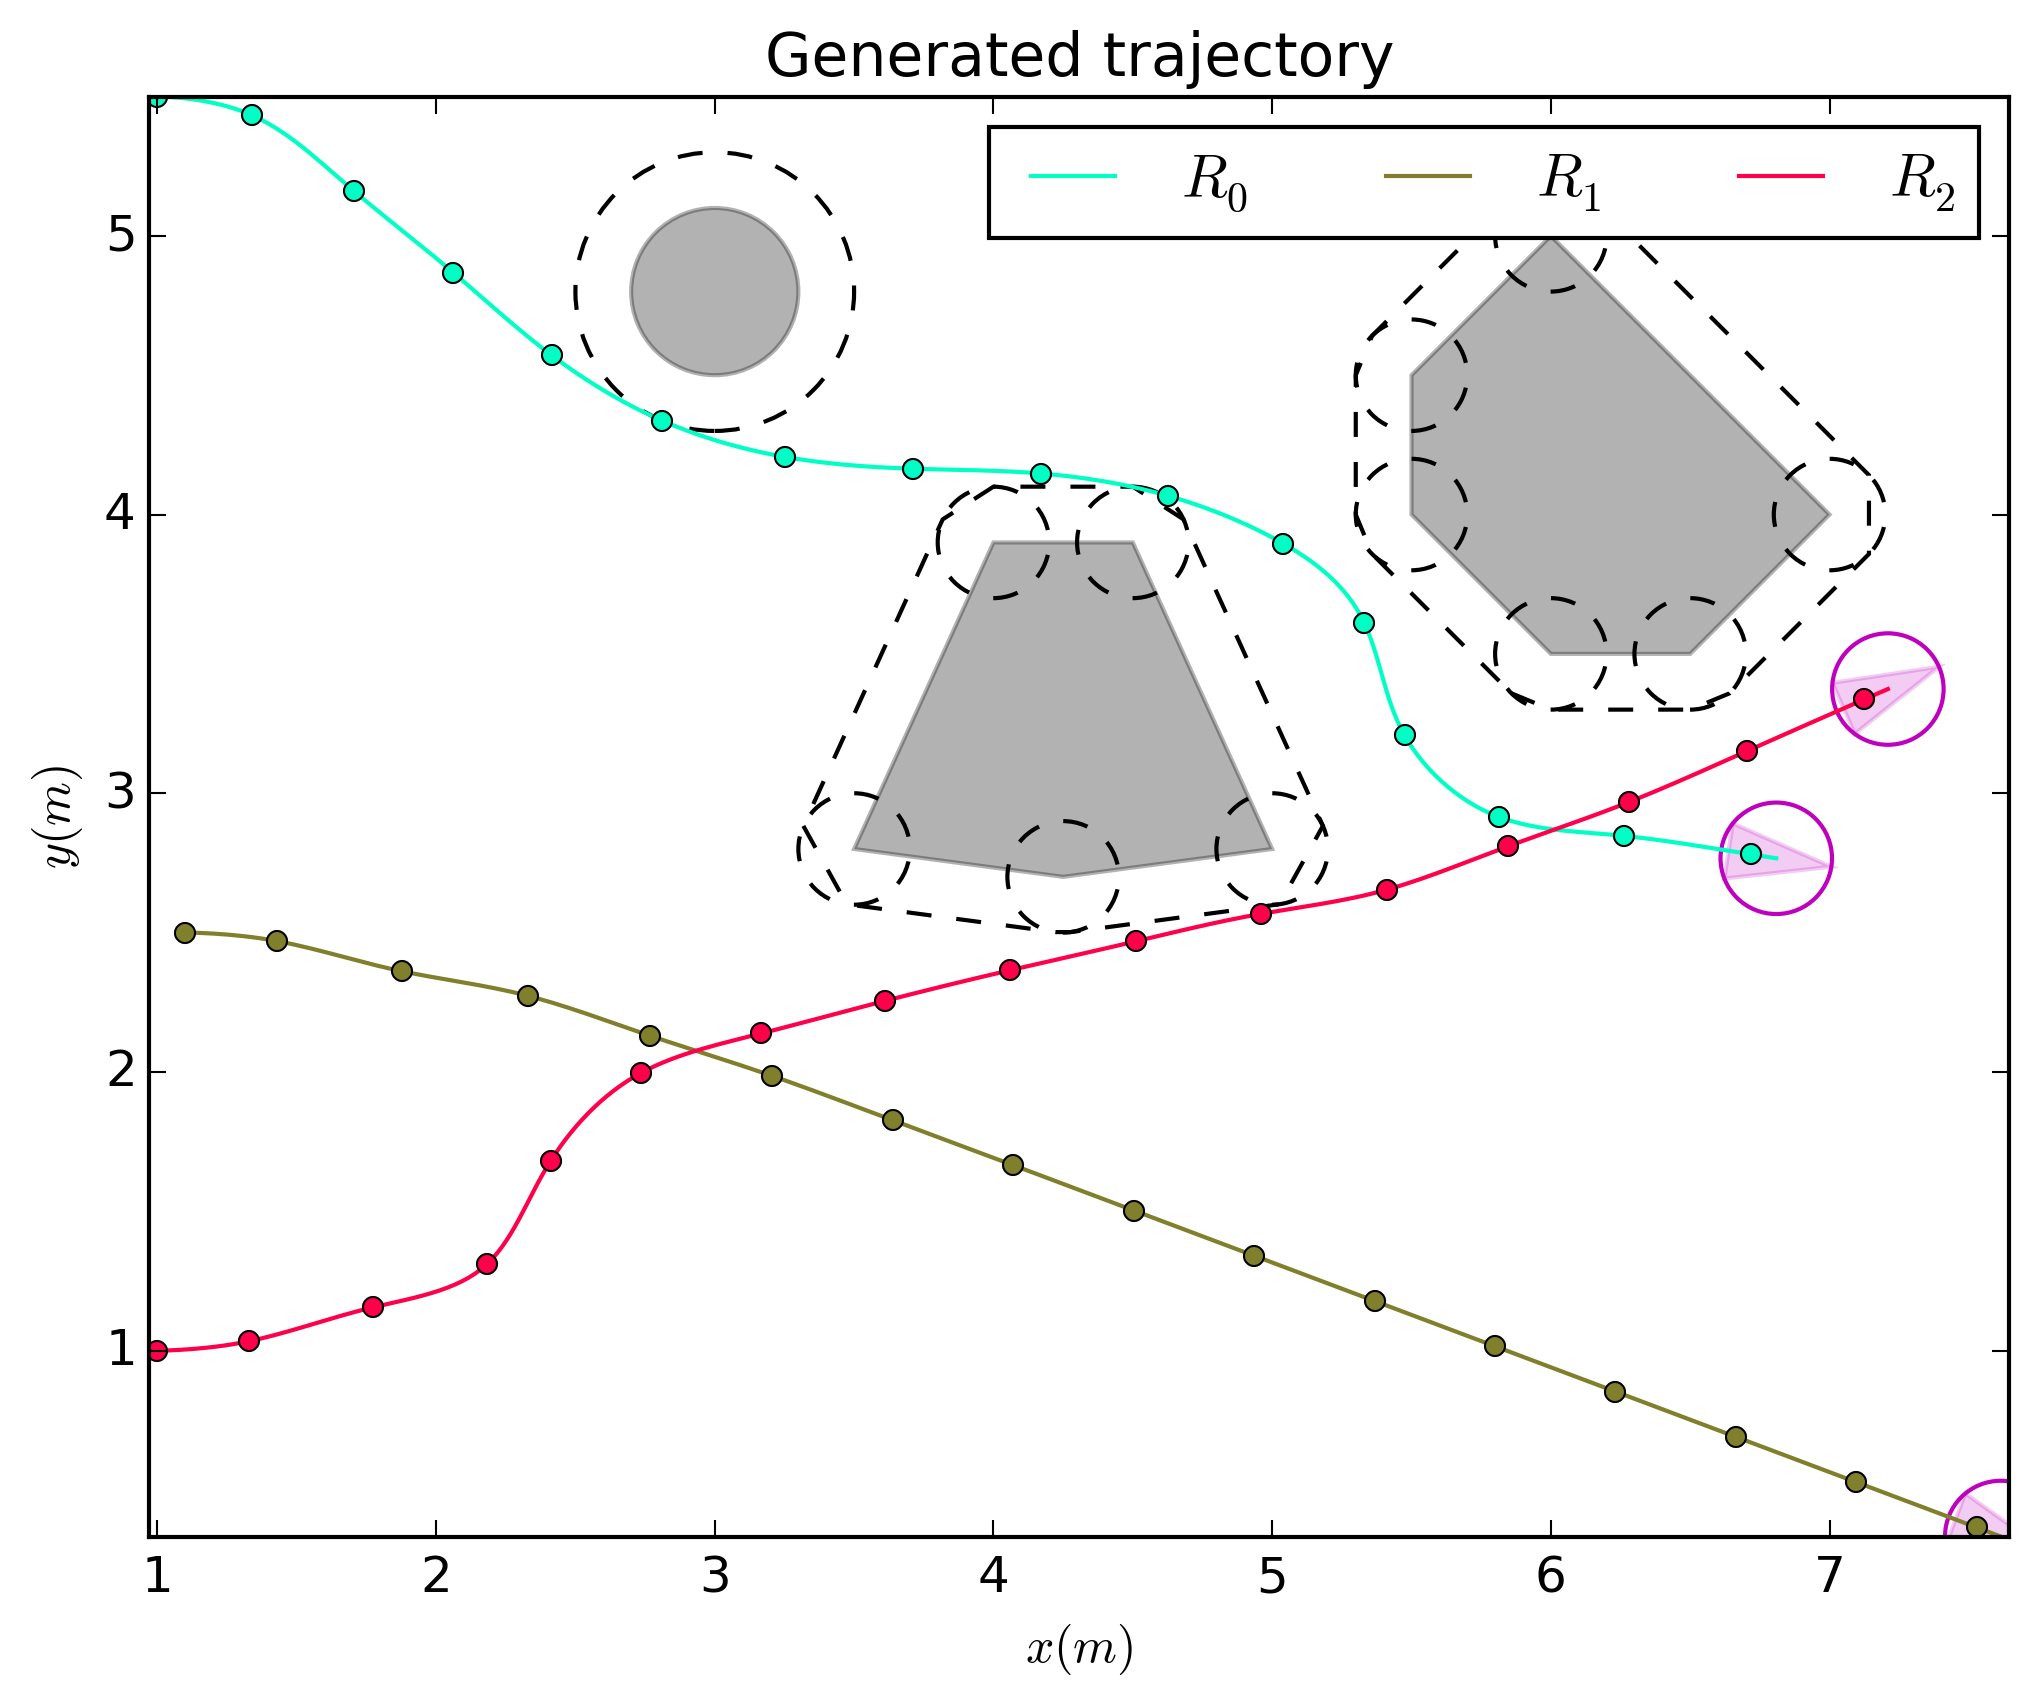 Generated trajectory
R₀ R₁ R₂
5
4
3
2
1
y(m)
1 2 3 4 5 6 7
x(m)